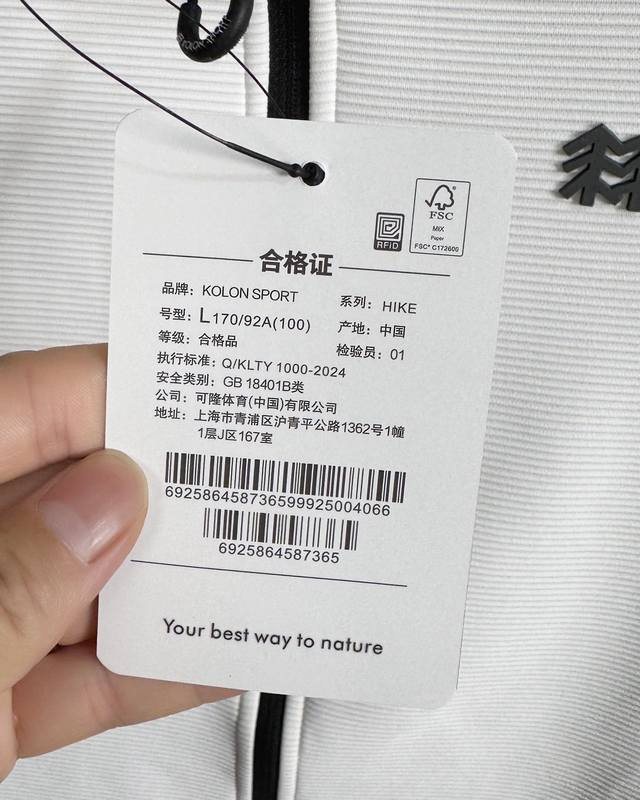 FSC
MIX
Paper
FSC® C172600
RFID
合格证
品牌：KOLON SPORT
系列：HIKE
号型：L170/92A(100)
产地：中国
等级：合格品
检验员：01
执行标准：Q/KLTY 1000-2024
安全类别：GB 18401B类
公司：可隆体育(中国)有限公司
地址：上海市青浦区沪青平公路1362号1幢
1层J区167室
692586458736599925004066
6925864587365
Your best way to nature